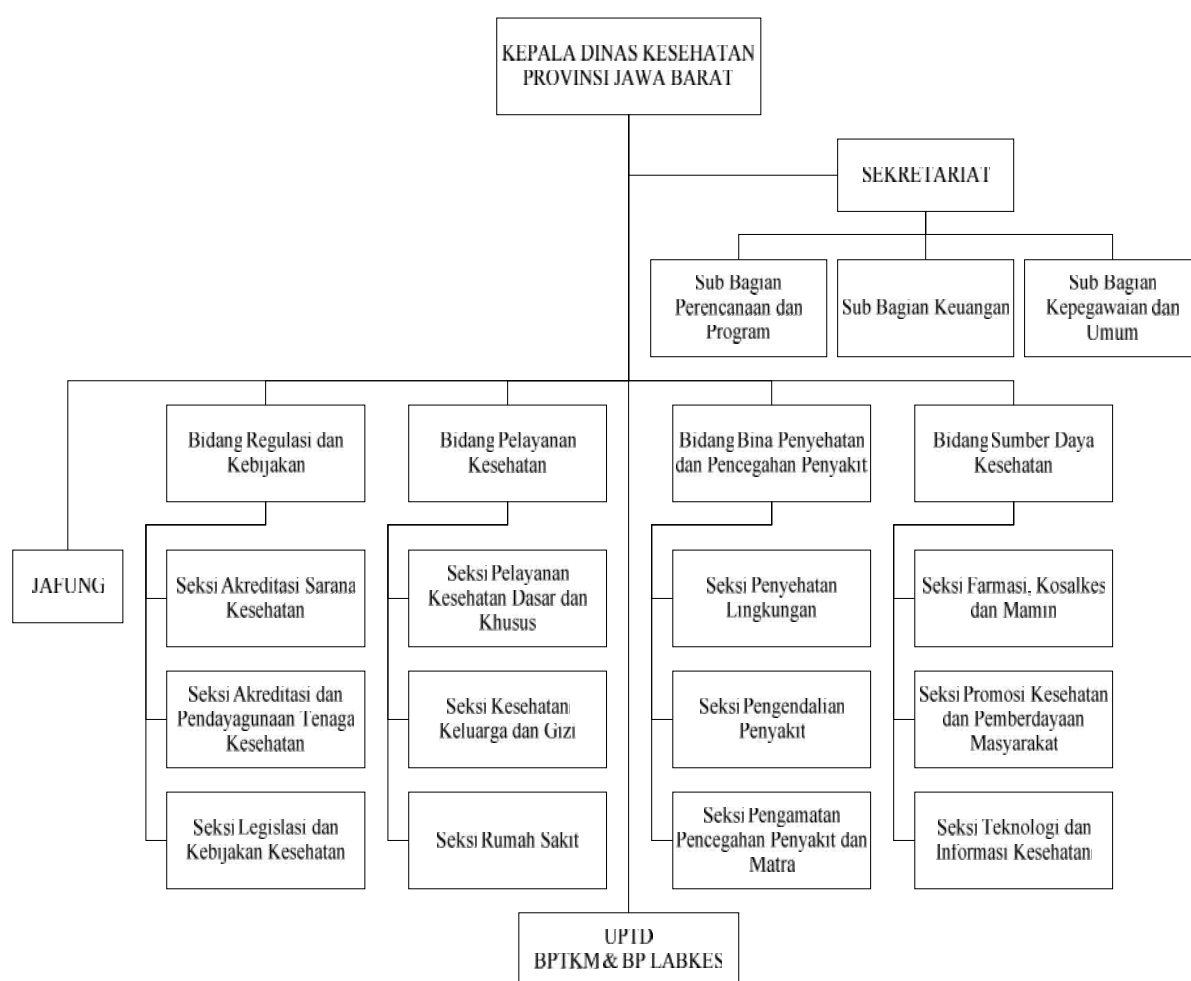 KEPALA DINAS KESEHATAN
PROVINSI JAWA BARAT
SEKRETARIAT
Sub Bagian
Perencanaan dan
Program
Sub Bagian Keuangan
Sub Bagian
Kepegawaian dan
Umum
Bidang Regulasi dan
Kebijakan
Bidang Pelayanan
Kesehatan
Bidang Bina Penyehatan
dan Pencegahan Penyakit
Bidang Sumber Daya
Kesehatan
JAFUNG
Seksi Akreditasi Sarana
Kesehatan
Seksi Pelayanan
Kesehatan Dasar dan
Khusus
Seksi Penyehatan
Lingkungan
Seksi Farmasi, Kosalkes
dan Mamin
Seksi Akreditasi dan
Pendayagunaan Tenaga
Kesehatan
Seksi Kesehatan
Keluarga dan Gizi
Seksi Pengendalian
Penyakit
Seksi Promosi Kesehatan
dan Pemberdayaan
Masyarakat
Seksi Legislasi dan
Kebijakan Kesehatan
Seksi Rumah Sakit
Seksi Pengamatan
Pencegahan Penyakit dan
Matra
Seksi Teknologi dan
Informasi Kesehatan
UPTD
BPTKM & BP LABKES